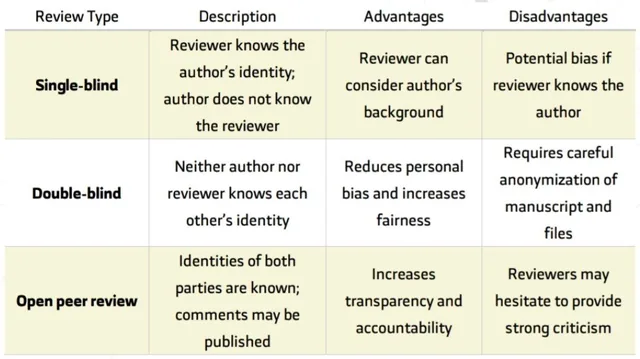 Review Type Description Advantages Disadvantages
Single-blind
Reviewer knows the
author's identity;
author does not know
the reviewer
Reviewer can
consider author's
background
Potential bias if
reviewer knows the
author
Double-blind
Neither author nor
reviewer knows each
other's identity
Reduces personal
bias and increases
fairness
Requires careful
anonymization of
manuscript and
files
Open peer review
Identities of both
parties are known;
comments may be
published
Increases
transparency and
accountability
Reviewers may
hesitate to provide
strong criticism